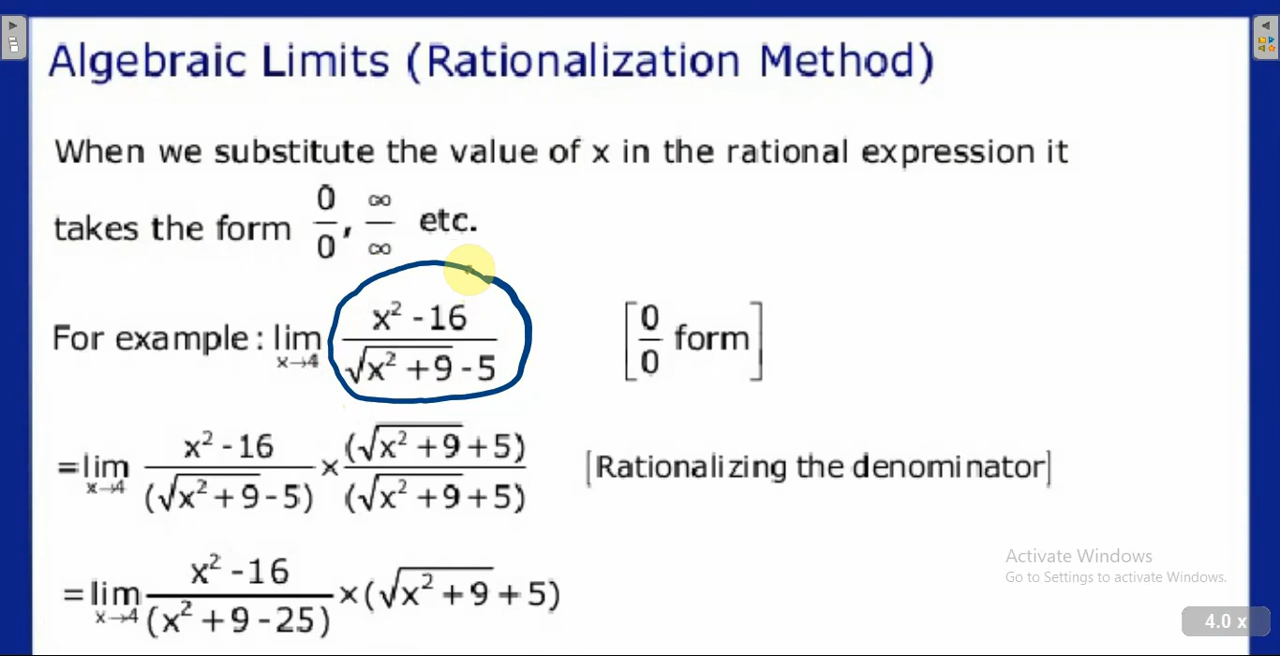 Algebraic Limits (Rationalization Method)
When we substitute the value of x in the rational expression it
takes the form 0/0, ∞/∞ etc.
For example : lim x→4 (x² - 16)/(√(x² + 9) - 5) [0/0 form]
= lim x→4 (x² - 16)/(√(x² + 9) - 5) × (√(x² + 9) + 5)/(√(x² + 9) + 5) [Rationalizing the denominator]
= lim x→4 (x² - 16)/(x² + 9 - 25) × (√(x² + 9) + 5)
Activate Windows
Go to Settings to activate Windows.
4.0 x